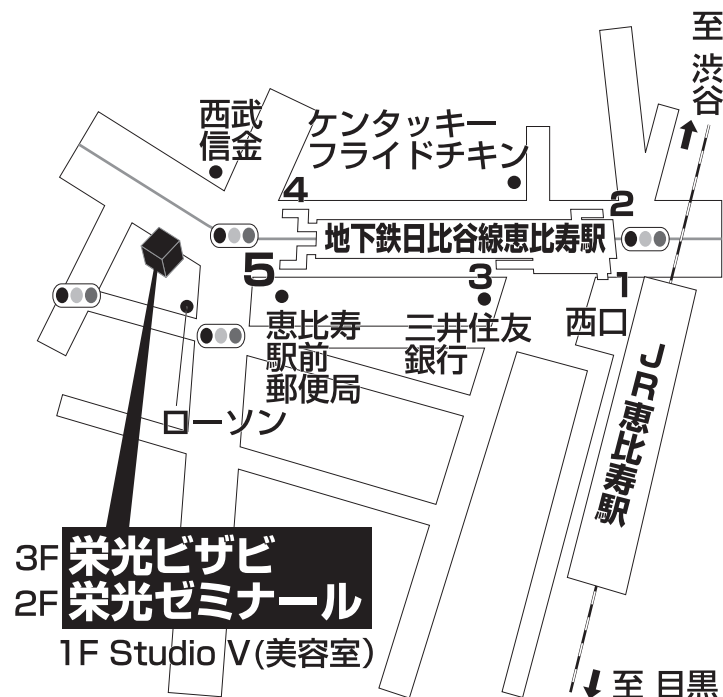 至 渋谷
西武
信金
ケンタッキー
フライドチキン
4
2
地下鉄日比谷線恵比寿駅
5
3
1
恵比寿
駅前
郵便局
三井住友
銀行
西口
JR恵比寿駅
ローソン
3F 栄光ビザビ
2F 栄光ゼミナール
1F Studio V(美容室)
至 目黒